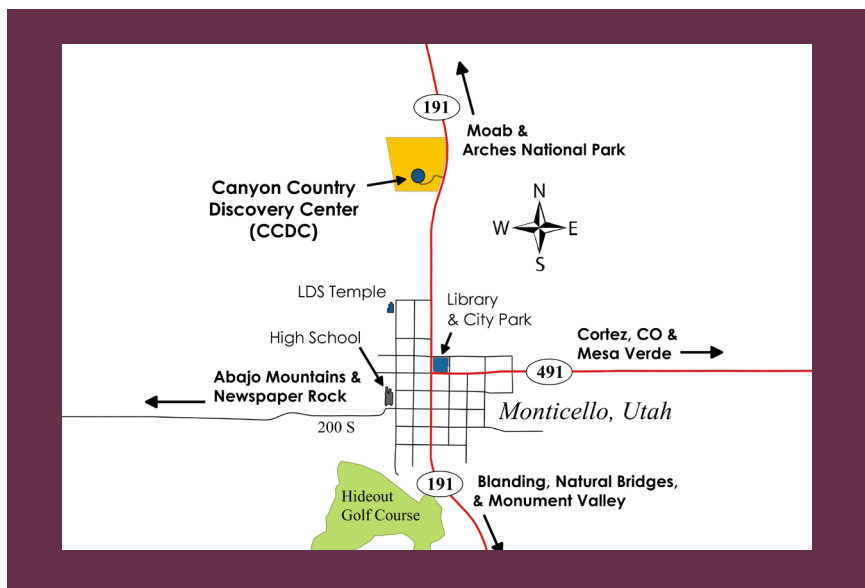 191
Moab &
Arches National Park
Canyon Country
Discovery Center
(CCDC)
N
W E
S
LDS Temple
Library
& City Park
High School
Cortez, CO &
Mesa Verde
491
Abajo Mountains &
Newspaper Rock
Monticello, Utah
200 S
191
Blanding, Natural Bridges,
& Monument Valley
Hideout
Golf Course